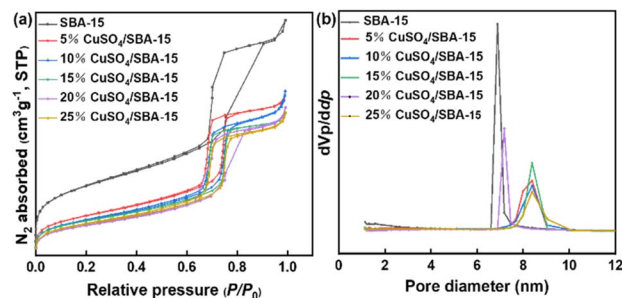 (a)
SBA-15
5% CuSO₄/SBA-15
10% CuSO₄/SBA-15
15% CuSO₄/SBA-15
20% CuSO₄/SBA-15
25% CuSO₄/SBA-15
N₂ absorbed (cm³g⁻¹, STP)
0.0 0.2 0.4 0.6 0.8 1.0
Relative pressure (P/P₀)
(b)
SBA-15
5% CuSO₄/SBA-15
10% CuSO₄/SBA-15
15% CuSO₄/SBA-15
20% CuSO₄/SBA-15
25% CuSO₄/SBA-15
dVp/ddp
0 2 4 6 8 10 12
Pore diameter (nm)